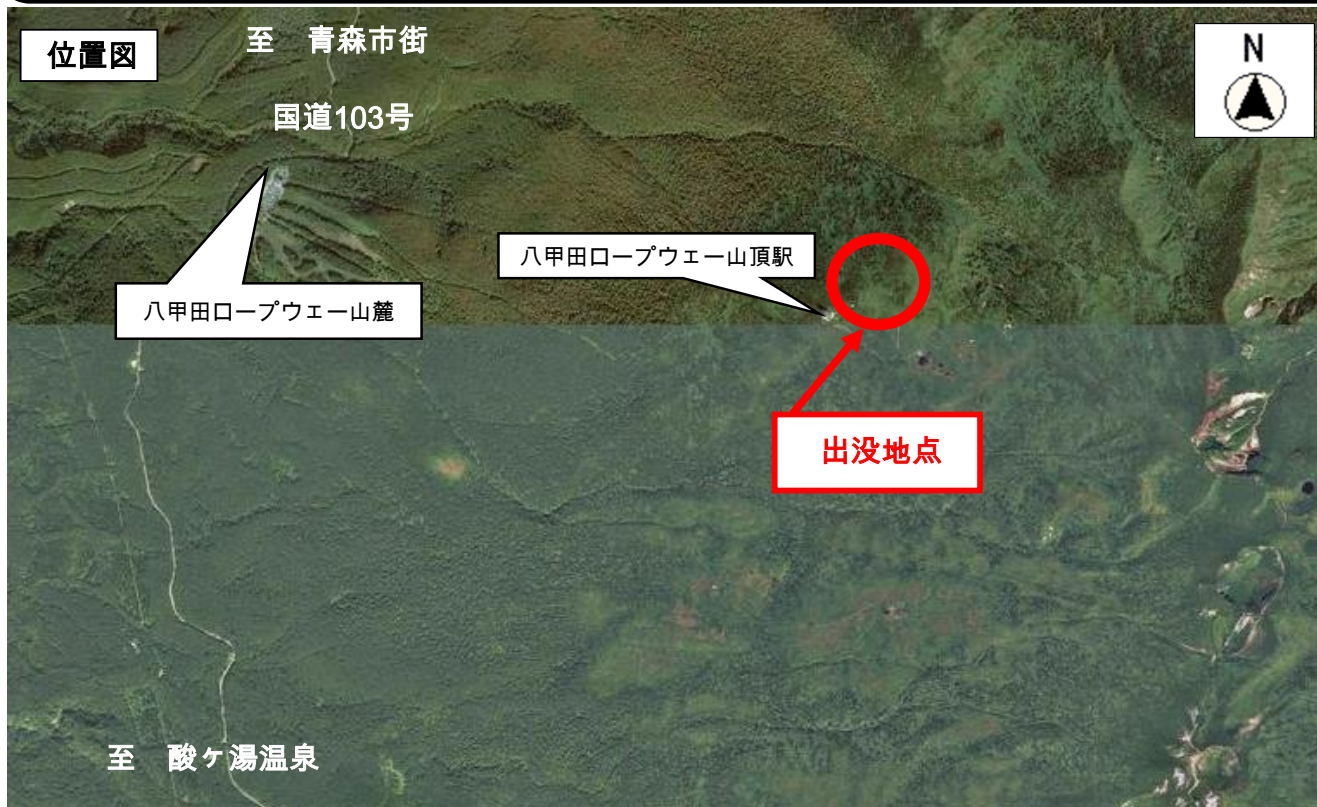 位置図
至　青森市街
N
国道103号
八甲田ロープウェー山頂駅
八甲田ロープウェー山麓
出没地点
至　酸ヶ湯温泉